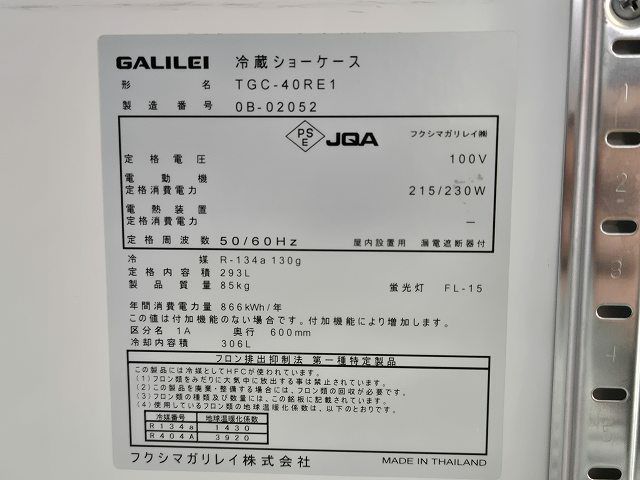 GALILEI 冷蔵ショーケース
形名 TGC-40RE1
製造番号 0B-02052
PSE JQA フクシマガリレイ㈱
定格電圧 100V
電動機
定格消費電力 215/230W
電熱装置
定格消費電力 －
定格周波数 50/60Hz 屋内設置用 漏電遮断器付
冷媒 R-134a 130g
定格内容積 293L
製品質量 85kg 蛍光灯 FL-15
年間消費電力量 866kWh/年
この値は付加機能のない場合です。付加機能により増加します。
区分名 1A 奥行 600mm
冷却内容積 306L
フロン排出抑制法 第一種特定製品
この製品には冷媒としてHFCが使われています。
(1)フロン類をみだりに大気中に放出する事は禁止されています。
(2)この製品を廃棄・整備する場合には、フロン類の回収が必要です。
(3)フロン類の種類及び数量には、この銘板に記載されています。
(4)使用しているフロン類の地球温暖化係数は、以下のとおりです。
冷媒番号 地球温暖化係数
R134a 1430
R404A 3920
フクシマガリレイ株式会社 MADE IN THAILAND
1
2
3
4